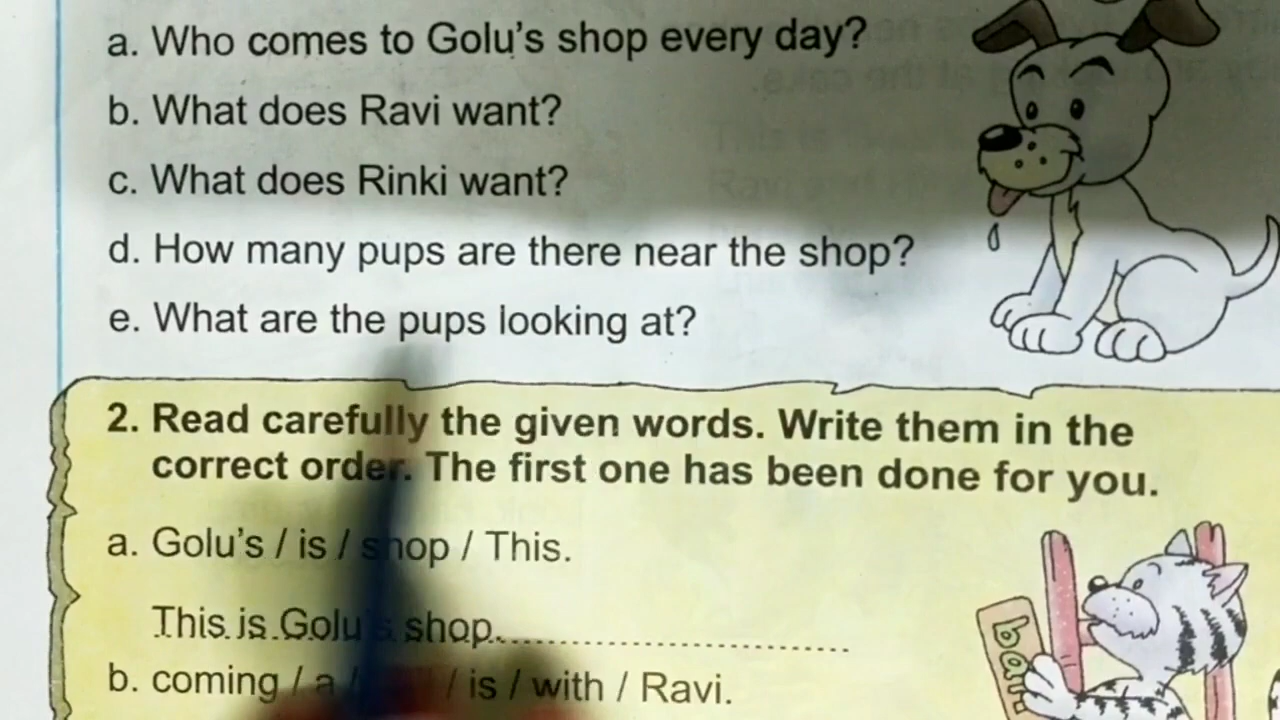 a. Who comes to Golu's shop every day?
b. What does Ravi want?
c. What does Rinki want?
d. How many pups are there near the shop?
e. What are the pups looking at?
2. Read carefully the given words. Write them in the
correct order. The first one has been done for you.
a. Golu's / is / shop / This.
This is Golu's shop.
b. coming / a / / is / with / Ravi.